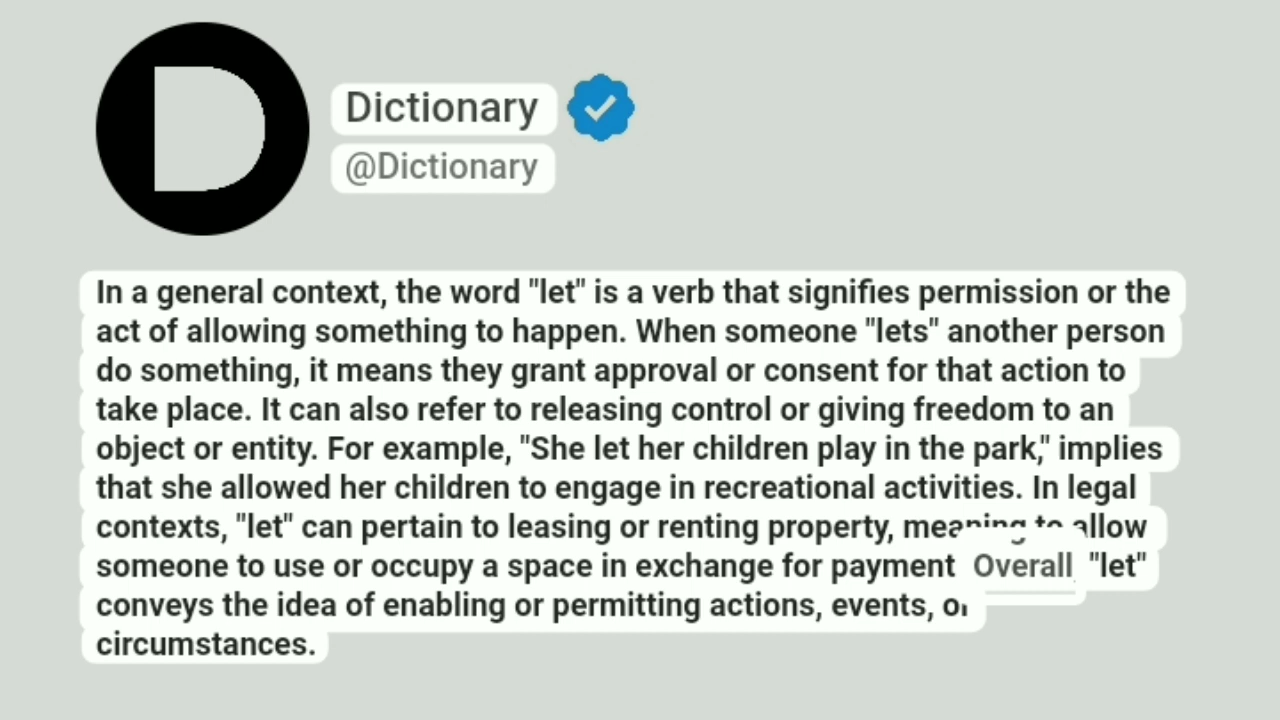 D
Dictionary
@Dictionary
In a general context, the word "let" is a verb that signifies permission or the
act of allowing something to happen. When someone "lets" another person
do something, it means they grant approval or consent for that action to
take place. It can also refer to releasing control or giving freedom to an
object or entity. For example, "She let her children play in the park," implies
that she allowed her children to engage in recreational activities. In legal
contexts, "let" can pertain to leasing or renting property, meaning to allow
someone to use or occupy a space in exchange for payment Overall, "let"
conveys the idea of enabling or permitting actions, events, or
circumstances.